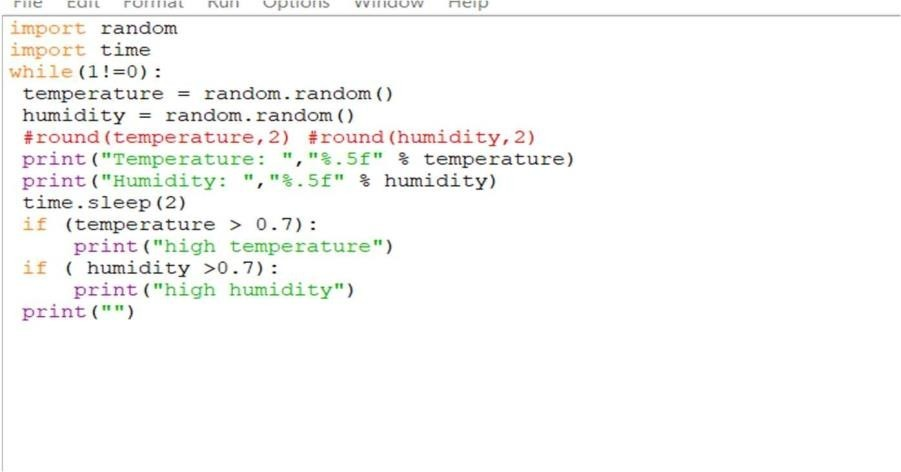 File Edit Format Run Options Window Help
import random
import time
while(1!=0):
 temperature = random.random()
 humidity = random.random()
 #round(temperature,2) #round(humidity,2)
 print("Temperature: ","%.5f" % temperature)
 print("Humidity: ","%.5f" % humidity)
 time.sleep(2)
 if (temperature > 0.7):
     print("high temperature")
 if ( humidity >0.7):
     print("high humidity")
 print("")